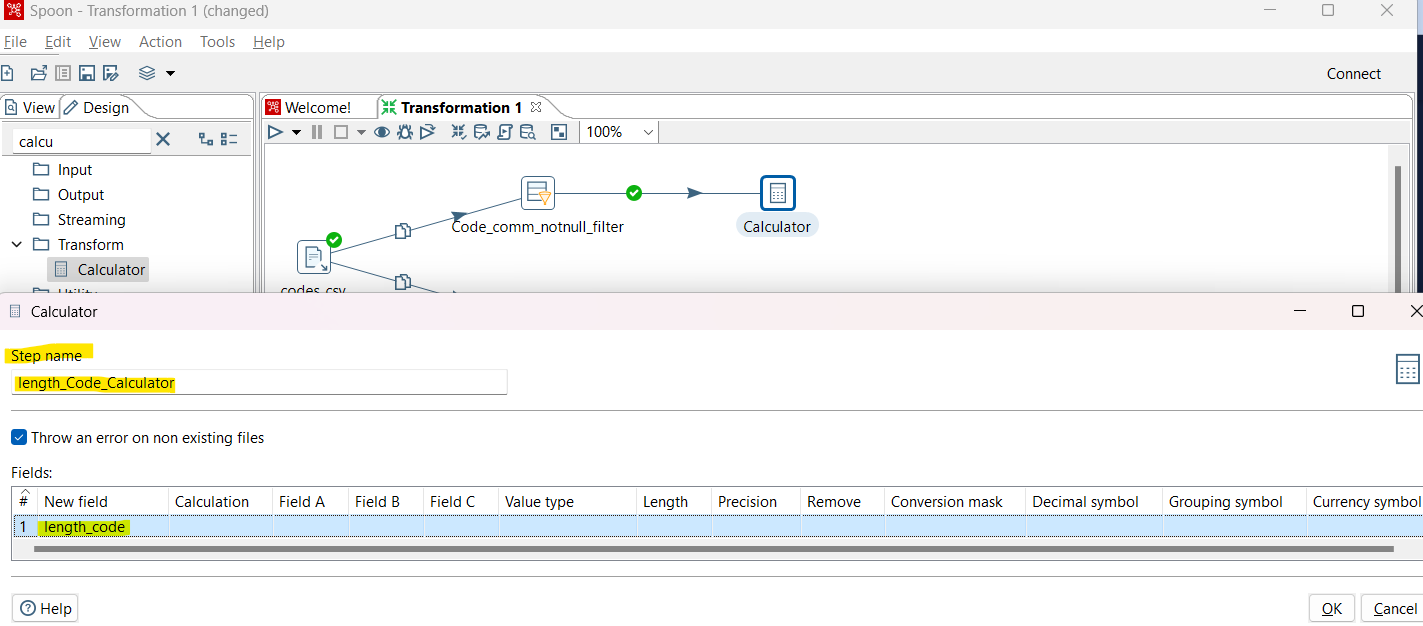 Spoon - Transformation 1 (changed)
File Edit View Action Tools Help
Connect
View Design
Welcome! Transformation 1
calcu
100%
Input
Output
Streaming
Transform
Calculator
Utility
Code_comm_notnull_filter
Calculator
codes_csv
Calculator
Step name
length_Code_Calculator
Throw an error on non existing files
Fields:
# New field Calculation Field A Field B Field C Value type Length Precision Remove Conversion mask Decimal symbol Grouping symbol Currency symbol
1 length_code
Help OK Cancel